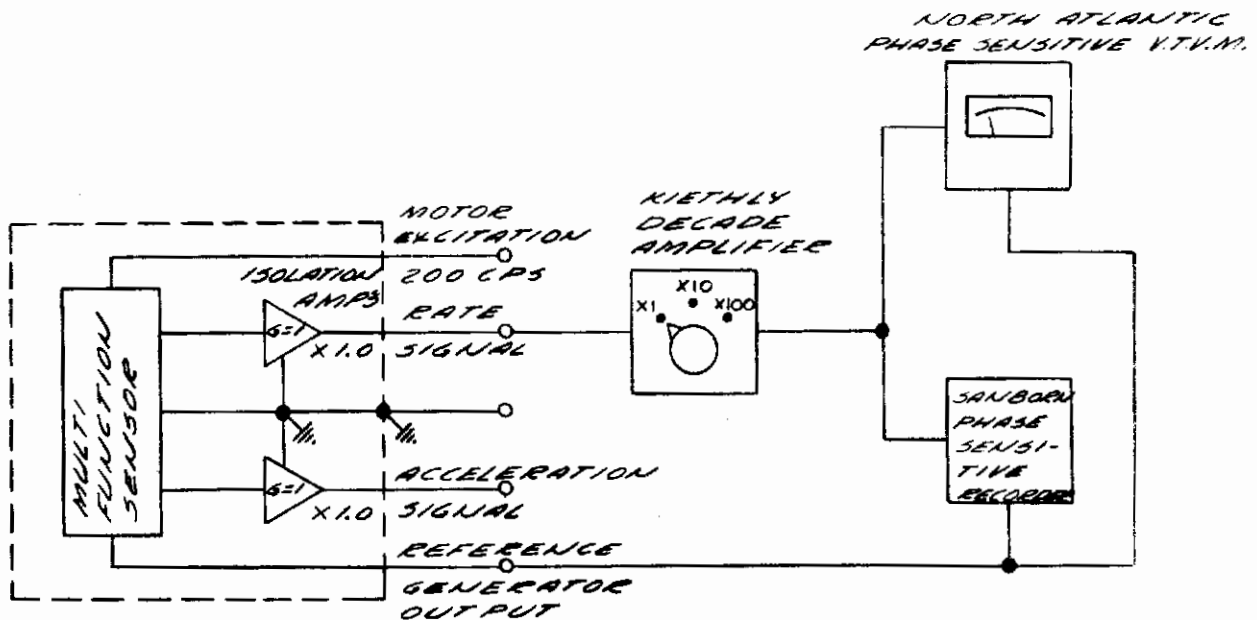 NORTH ATLANTIC
PHASE SENSITIVE V.T.V.M.
MOTOR
EXCITATION
200 CPS
ISOLATION
AMPS
G=1
X1.0
RATE
SIGNAL
KIETHLY
DECADE
AMPLIFIER
X1
X10
X100
MULTI
FUNCTION
SENSOR
G=1
X1.0
ACCELERATION
SIGNAL
SANBORN
PHASE
SENSI-
TIVE
RECORDER
REFERENCE
GENERATOR
OUTPUT